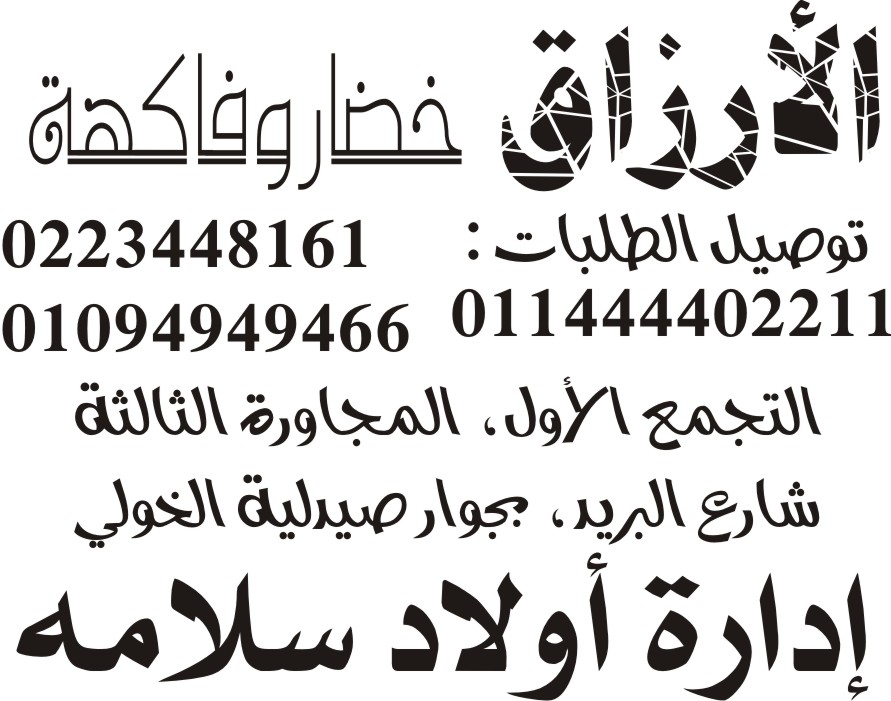 الأرزاق خضار وفاكهة
توصيل الطلبات : 0223448161
011444402211 01094949466
التجمع الأول، المجاورة الثالثة
شارع البريد، بجوار صيدلية الخولي
إدارة أولاد سلامه